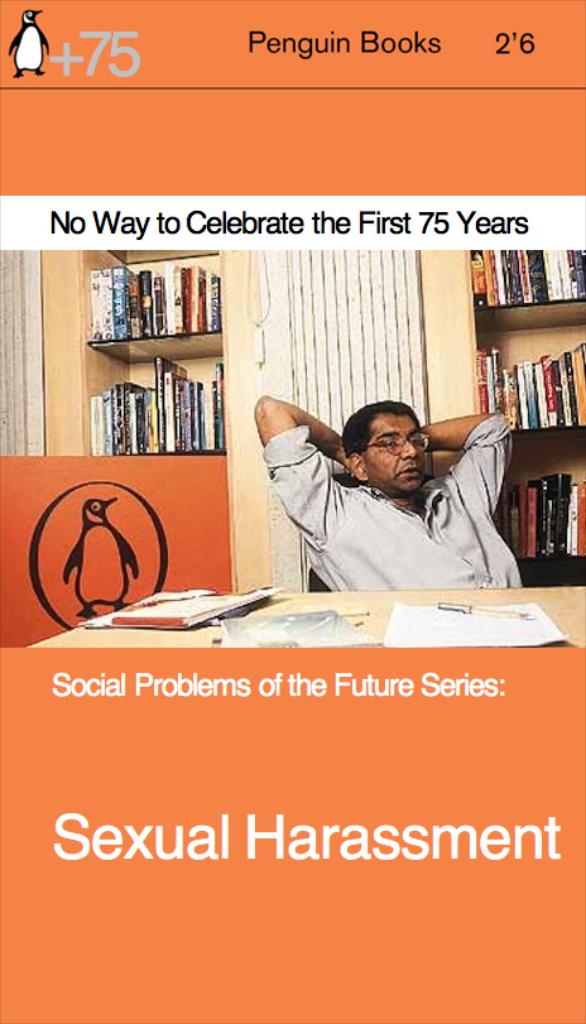 +75
Penguin Books 2'6
No Way to Celebrate the First 75 Years
Social Problems of the Future Series:
Sexual Harassment